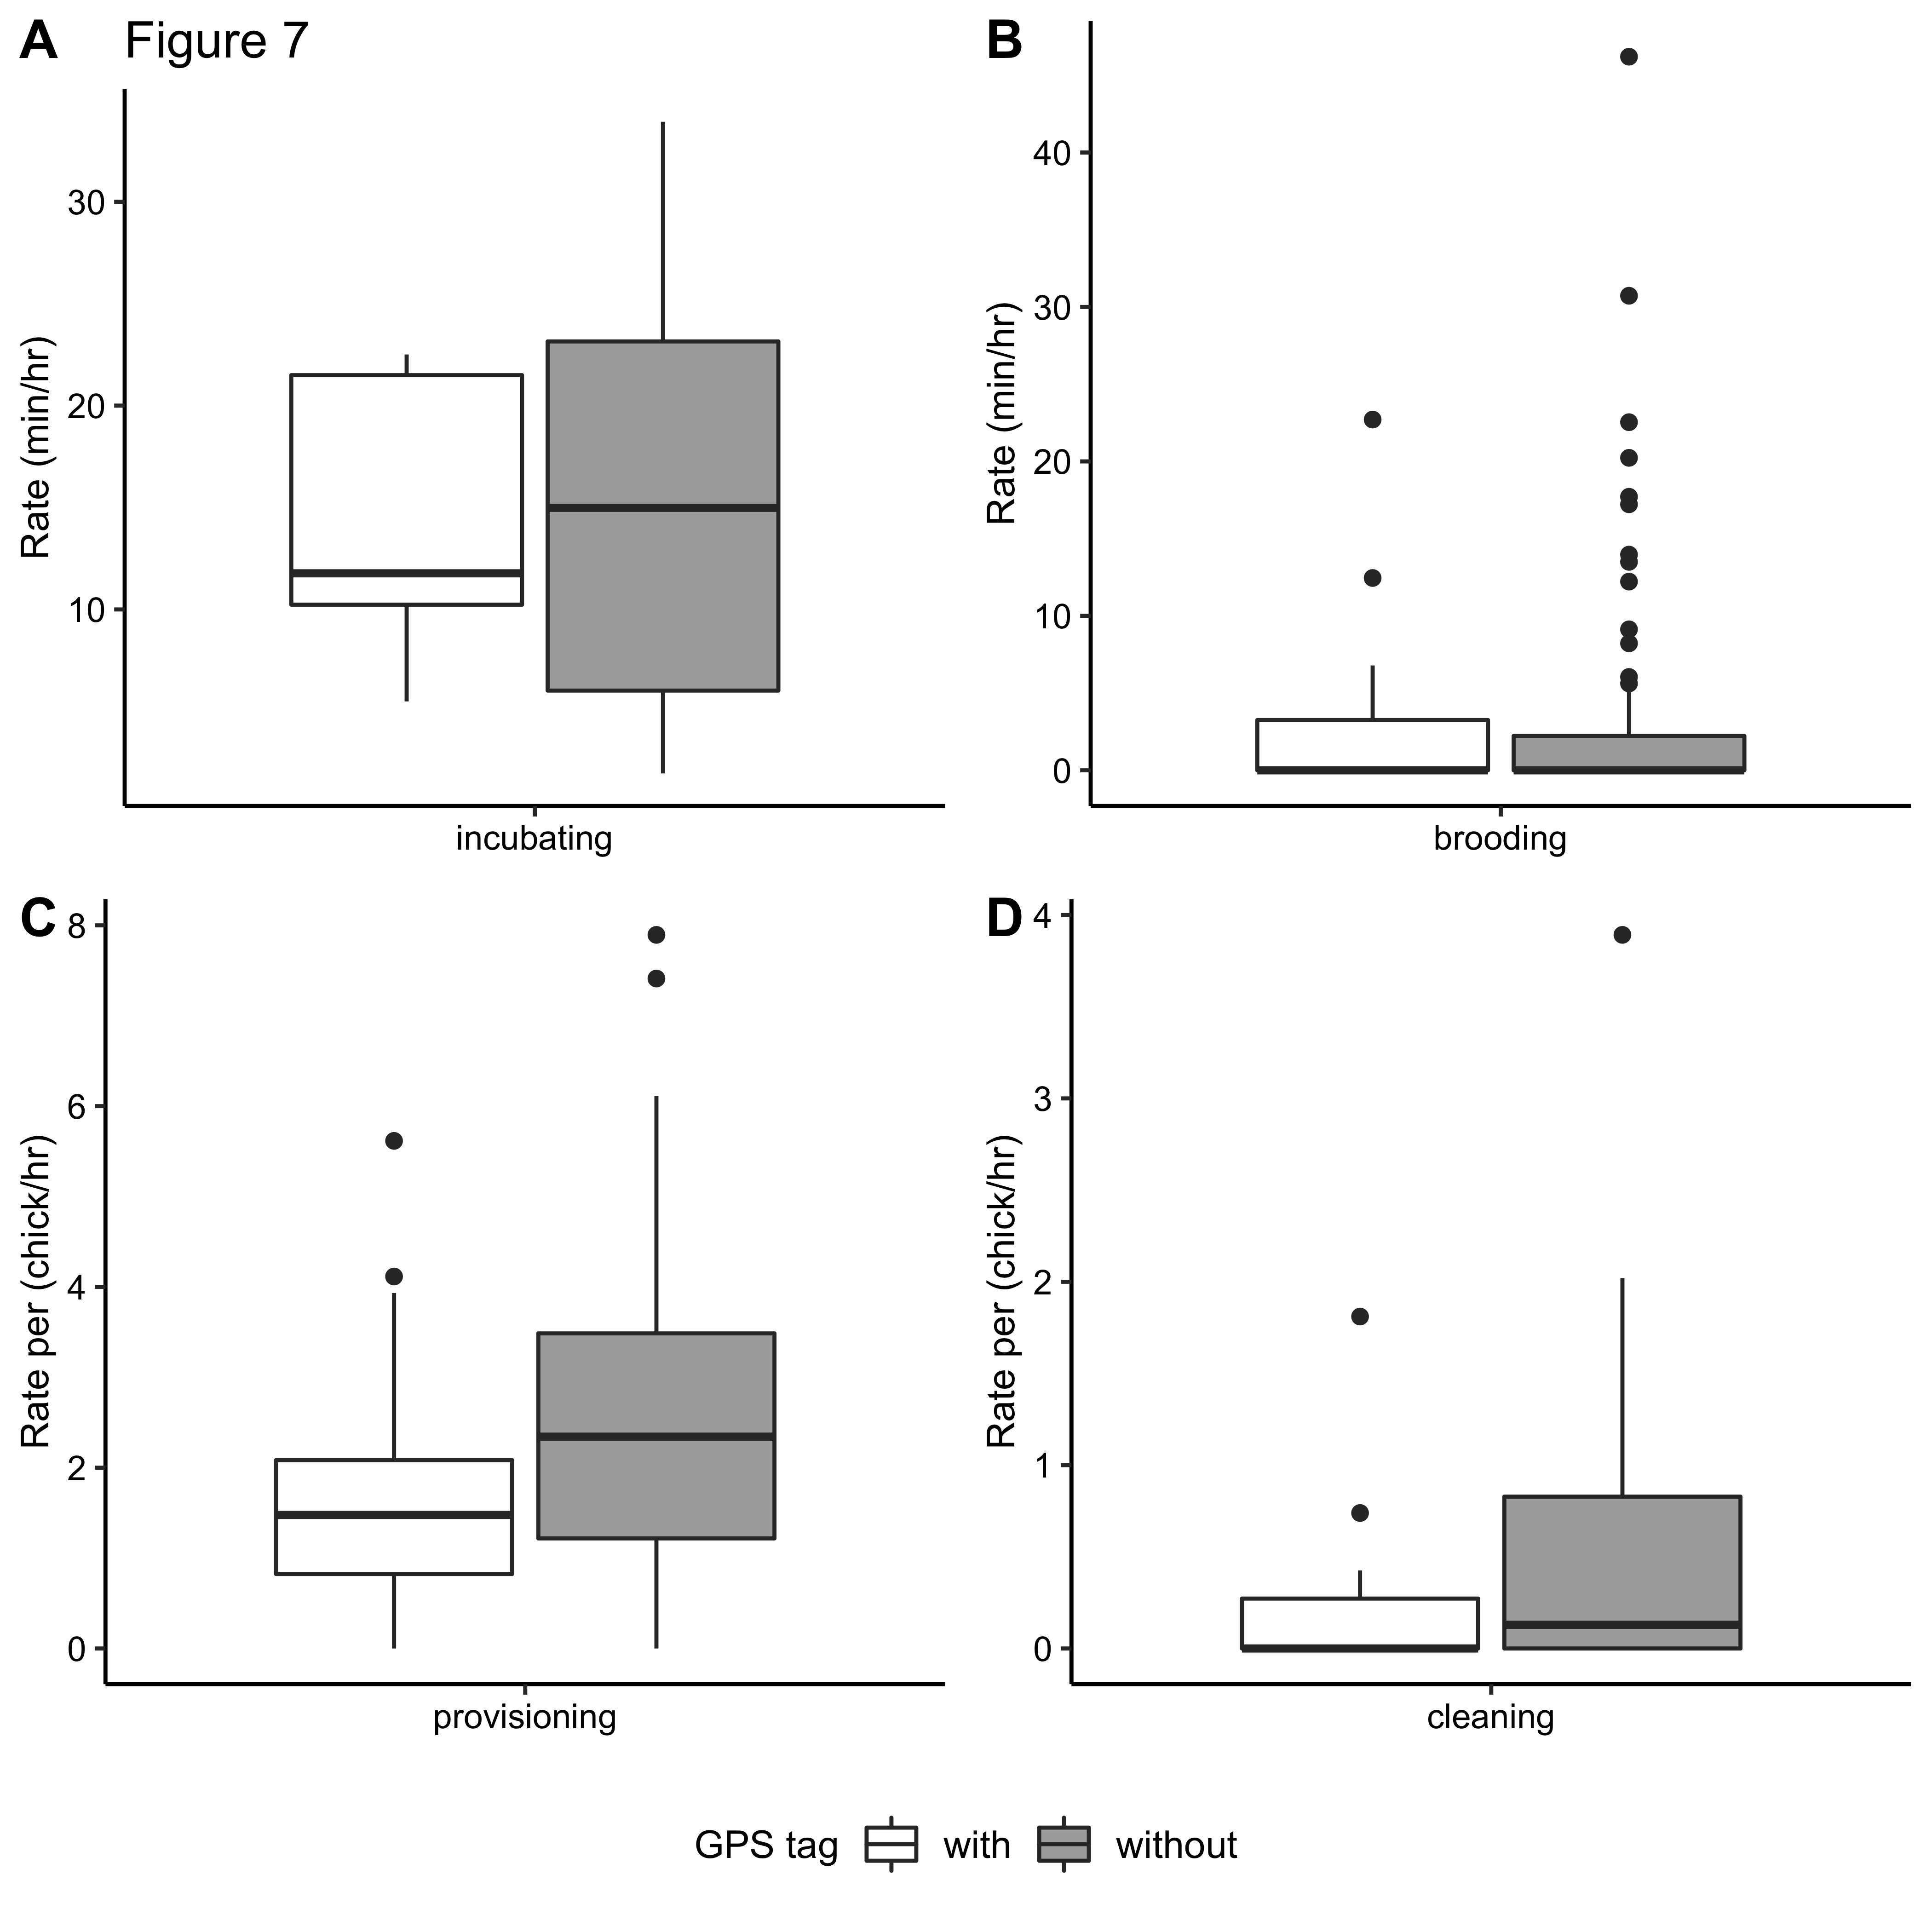 A Figure 7
Rate (min/hr)
30
20
10
incubating
B
Rate (min/hr)
40
30
20
10
0
brooding
C
Rate per (chick/hr)
8
6
4
2
0
provisioning
D
Rate per (chick/hr)
4
3
2
1
0
cleaning
GPS tag with without